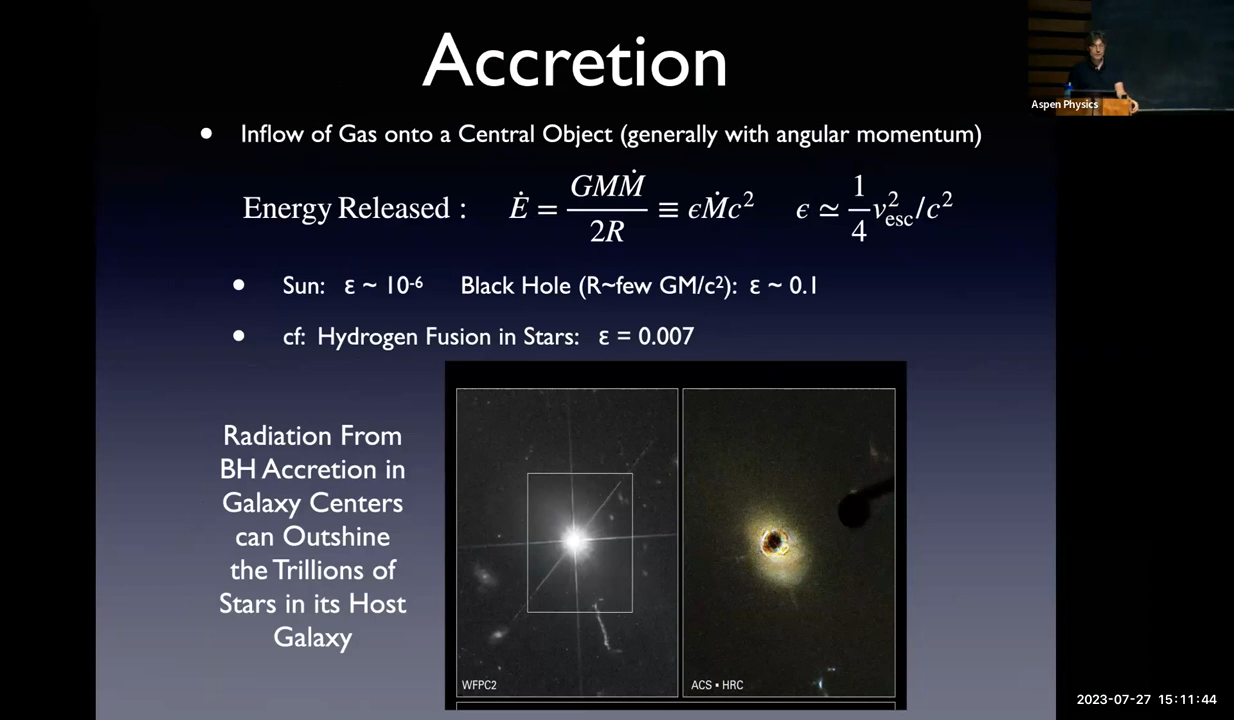 Accretion
Aspen Physics
• Inflow of Gas onto a Central Object (generally with angular momentum)
Energy Released : Ė = GMṀ/2R ≡ ϵṀc² ϵ ≃ 1/4 v²esc/c²
• Sun: ε ~ 10⁻⁶ Black Hole (R~few GM/c²): ε ~ 0.1
• cf: Hydrogen Fusion in Stars: ε = 0.007
Radiation From
BH Accretion in
Galaxy Centers
can Outshine
the Trillions of
Stars in its Host
Galaxy
WFPC2
ACS • HRC
2023-07-27 15:11:44